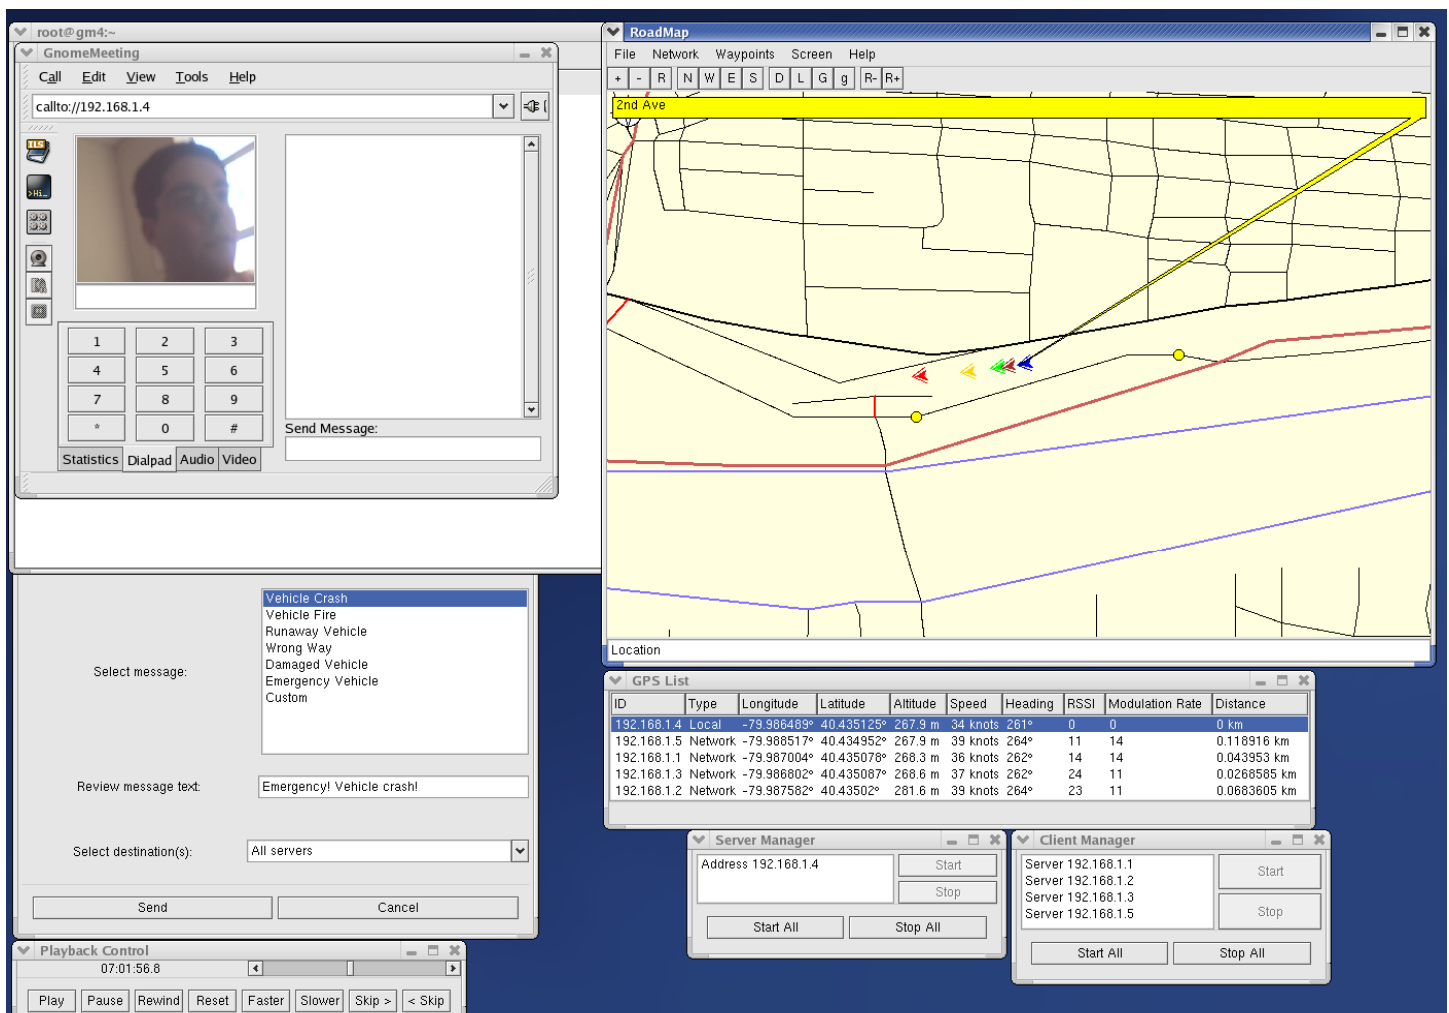 root@gm4:~
GnomeMeeting
Call Edit View Tools Help
callto://192.168.1.4
ILS
>Hi_
1 2 3
4 5 6
7 8 9
* 0 #
Send Message:
Statistics Dialpad Audio Video
RoadMap
File Network Waypoints Screen Help
+ - R N W E S D L G g R- R+
2nd Ave
Location
Select message:
Vehicle Crash
Vehicle Fire
Runaway Vehicle
Wrong Way
Damaged Vehicle
Emergency Vehicle
Custom
Review message text:
Emergency! Vehicle crash!
Select destination(s):
All servers
Send Cancel
GPS List
ID Type Longitude Latitude Altitude Speed Heading RSSI Modulation Rate Distance
192.168.1.4 Local -79.986489° 40.435125° 267.9 m 34 knots 261° 0 0 0 km
192.168.1.5 Network -79.988517° 40.434952° 267.9 m 39 knots 264° 11 14 0.118916 km
192.168.1.1 Network -79.987004° 40.435078° 268.3 m 36 knots 262° 14 14 0.043953 km
192.168.1.3 Network -79.986802° 40.435087° 268.6 m 37 knots 262° 24 11 0.0268585 km
192.168.1.2 Network -79.987582° 40.43502° 281.6 m 39 knots 264° 23 11 0.0683605 km
Server Manager
Address 192.168.1.4
Start
Stop
Start All Stop All
Client Manager
Server 192.168.1.1
Server 192.168.1.2
Server 192.168.1.3
Server 192.168.1.5
Start
Stop
Start All Stop All
Playback Control
07:01:56.8
Play Pause Rewind Reset Faster Slower Skip > < Skip